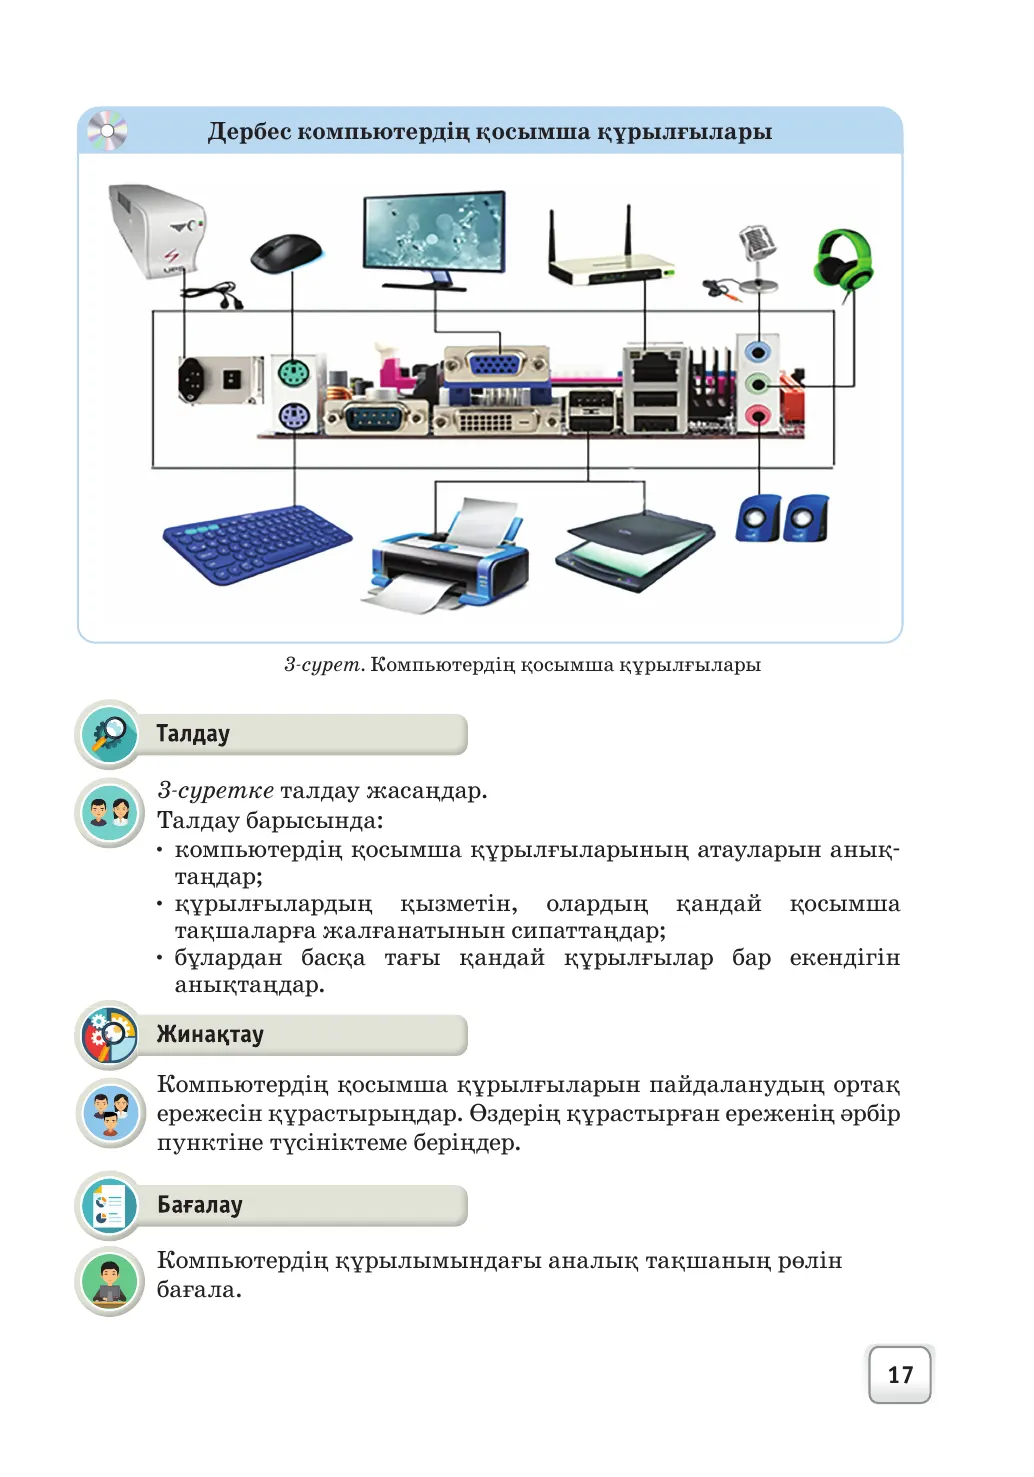 Дербес компьютердің қосымша құрылғылары
UPS
3-сурет. Компьютердің қосымша құрылғылары
Талдау
3-суретке талдау жасаңдар.
Талдау барысында:
• компьютердің қосымша құрылғыларының атауларын анық-
таңдар;
• құрылғылардың қызметін, олардың қандай қосымша
тақшаларға жалғанатынын сипаттаңдар;
• бұлардан басқа тағы қандай құрылғылар бар екендігін
анықтаңдар.
Жинақтау
Компьютердің қосымша құрылғыларын пайдаланудың ортақ
ережесін құрастырыңдар. Өздерің құрастырған ереженің әрбір
пунктіне түсініктеме беріңдер.
Бағалау
Компьютердің құрылымындағы аналық тақшаның рөлін
бағала.
17